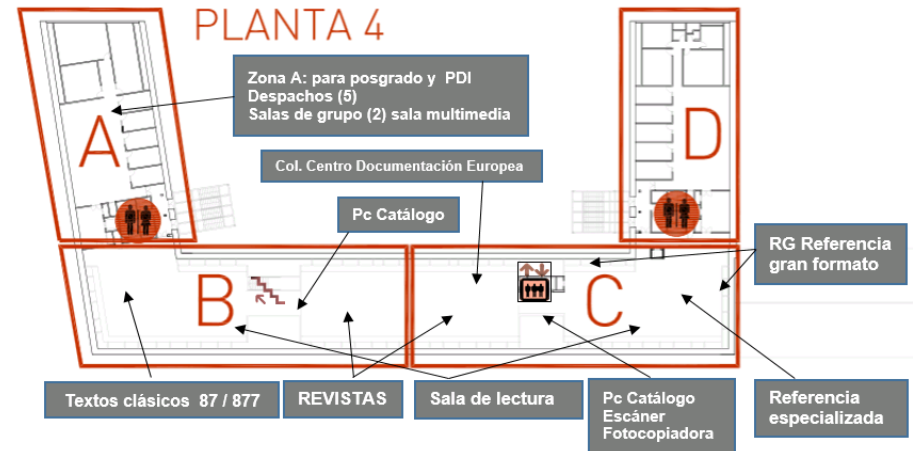 PLANTA 4
Zona A: para posgrado y PDI
Despachos (5)
Salas de grupo (2) sala multimedia
A
D
Col. Centro Documentación Europea
Pc Catálogo
RG Referencia
gran formato
B
C
Textos clásicos 87 / 877
REVISTAS
Sala de lectura
Pc Catálogo
Escáner
Fotocopiadora
Referencia
especializada